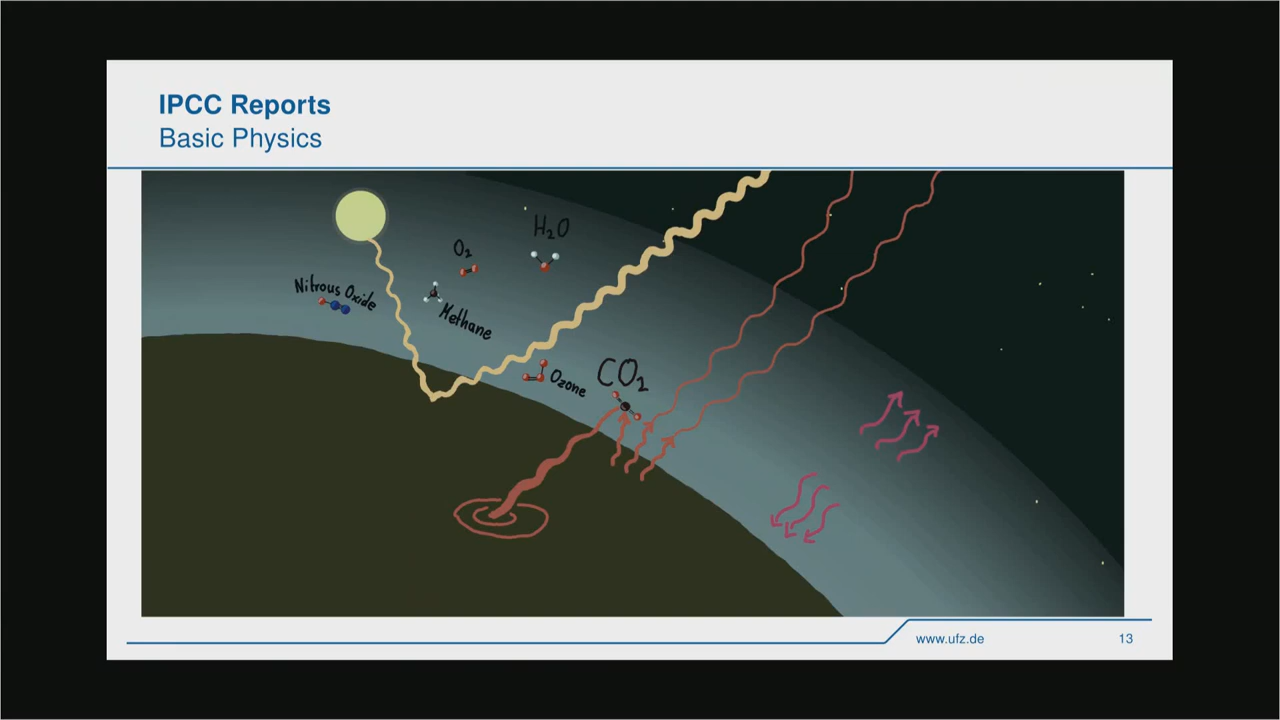 IPCC Reports
Basic Physics
H₂O
O₂
Nitrous Oxide
Methane
Ozone
CO₂
www.ufz.de
13